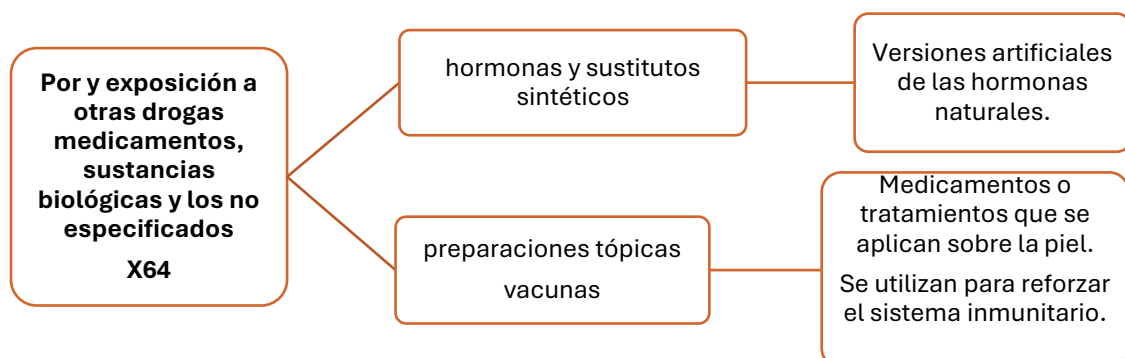 Por y exposición a
otras drogas
medicamentos,
sustancias
biológicas y los no
especificados
X64
hormonas y sustitutos
sintéticos
Versiones artificiales
de las hormonas
naturales.
preparaciones tópicas
vacunas
Medicamentos o
tratamientos que se
aplican sobre la piel.
Se utilizan para reforzar
el sistema inmunitario.